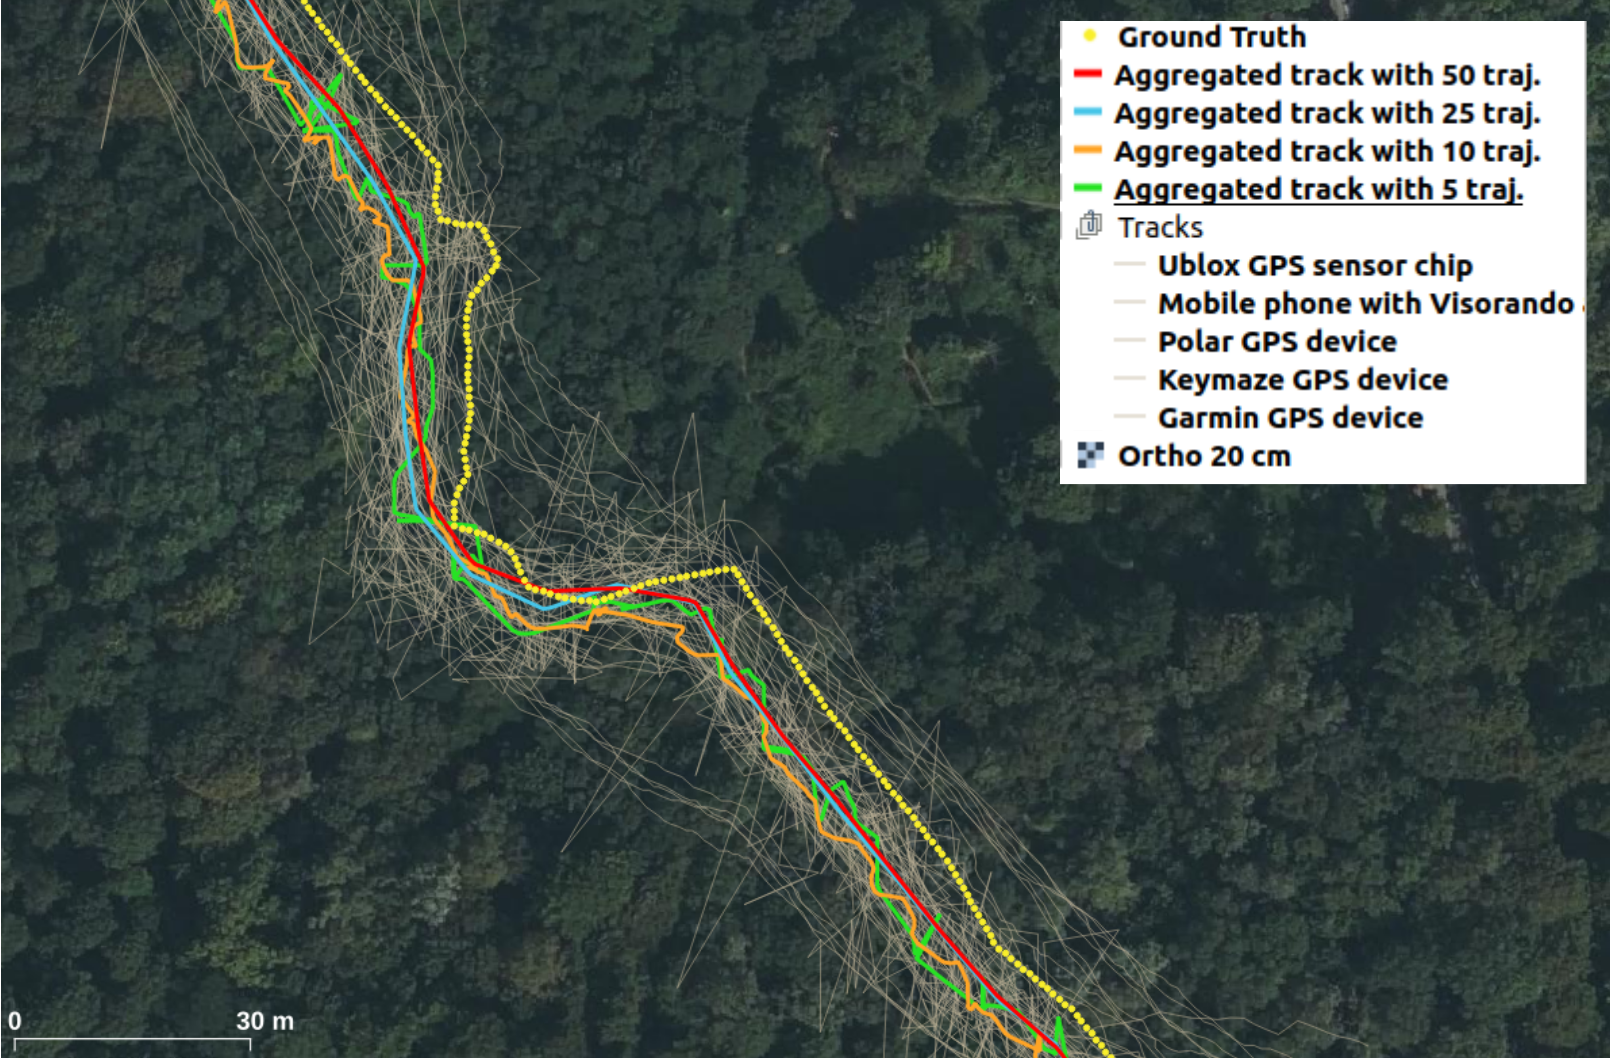 Ground Truth
Aggregated track with 50 traj.
Aggregated track with 25 traj.
Aggregated track with 10 traj.
Aggregated track with 5 traj.
Tracks
Ublox GPS sensor chip
Mobile phone with Visorando
Polar GPS device
Keymaze GPS device
Garmin GPS device
Ortho 20 cm
0 30 m